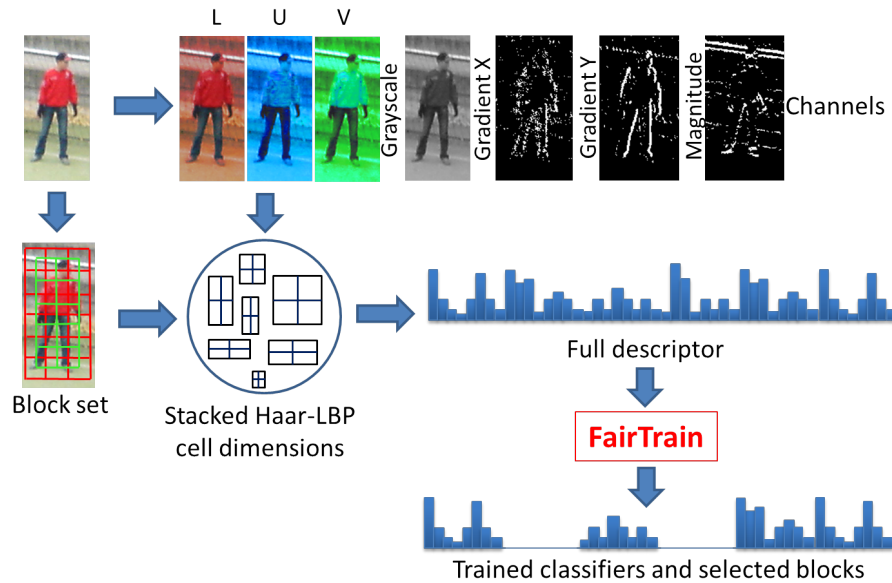 L U V
Grayscale
Gradient X
Gradient Y
Magnitude
Channels
Block set
Stacked Haar-LBP
cell dimensions
Full descriptor
FairTrain
Trained classifiers and selected blocks